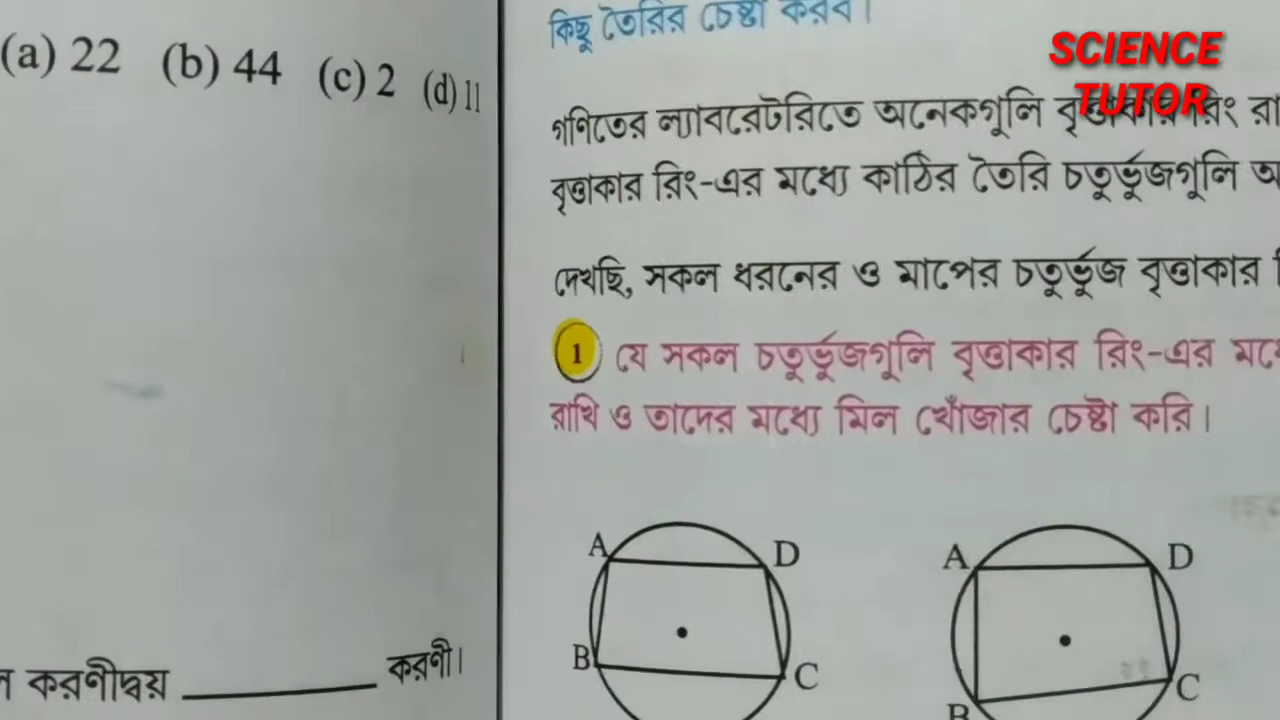 (a) 22 (b) 44 (c) 2 (d) 11
করণীদ্বয় __________ করণী।
কিছু তৈরির চেষ্টা করব।
SCIENCE
TUTOR
গণিতের ল্যাবরেটরিতে অনেকগুলি বৃত্তাকার রিং
বৃত্তাকার রিং-এর মধ্যে কাঠির তৈরি চতুর্ভুজগুলি
দেখছি, সকল ধরনের ও মাপের চতুর্ভুজ বৃত্তাকার
1 যে সকল চতুর্ভুজগুলি বৃত্তাকার রিং-এর
রাখি ও তাদের মধ্যে মিল খোঁজার চেষ্টা করি।
A D
B C
A D
B C